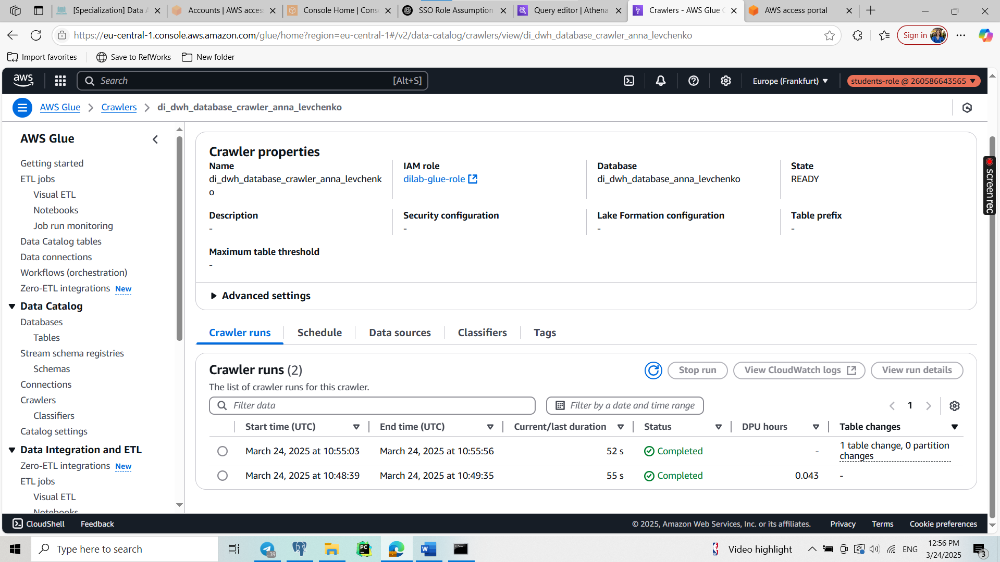 [Specialization] Data A
Accounts | AWS acces
Console Home | Cons
SSO Role Assumption
Query editor | Athena
Crawlers - AWS Glue C
AWS access portal
https://eu-central-1.console.aws.amazon.com/glue/home?region=eu-central-1#/v2/data-catalog/crawlers/view/di_dwh_database_crawler_anna_levchenko
Sign in
Import favorites
Save to RefWorks
New folder
aws
Search
[Alt+S]
Europe (Frankfurt)
students-role @ 260586643565
AWS Glue
Crawlers
di_dwh_database_crawler_anna_levchenko
AWS Glue
Getting started
ETL jobs
Visual ETL
Notebooks
Job run monitoring
Data Catalog tables
Data connections
Workflows (orchestration)
Zero-ETL integrations New
Data Catalog
Databases
Tables
Stream schema registries
Schemas
Connections
Crawlers
Classifiers
Catalog settings
Data Integration and ETL
Zero-ETL integrations New
ETL jobs
Visual ETL
Notebooks
Crawler properties
Name
di_dwh_database_crawler_anna_levchenk
o
IAM role
dilab-glue-role
Database
di_dwh_database_anna_levchenko
State
READY
Description
-
Security configuration
-
Lake Formation configuration
-
Table prefix
-
Maximum table threshold
-
Advanced settings
Crawler runs
Schedule
Data sources
Classifiers
Tags
Crawler runs (2)
The list of crawler runs for this crawler.
Stop run
View CloudWatch logs
View run details
Filter data
Filter by a date and time range
1
Start time (UTC)
End time (UTC)
Current/last duration
Status
DPU hours
Table changes
March 24, 2025 at 10:55:03
March 24, 2025 at 10:55:56
52 s
Completed
-
1 table change, 0 partition
changes
March 24, 2025 at 10:48:39
March 24, 2025 at 10:49:35
55 s
Completed
0.043
-
screenrec
CloudShell
Feedback
© 2025, Amazon Web Services, Inc. or its affiliates.
Privacy
Terms
Cookie preferences
Type here to search
39
PC
W
Video highlight
ENG
12:56 PM
3/24/2025
3